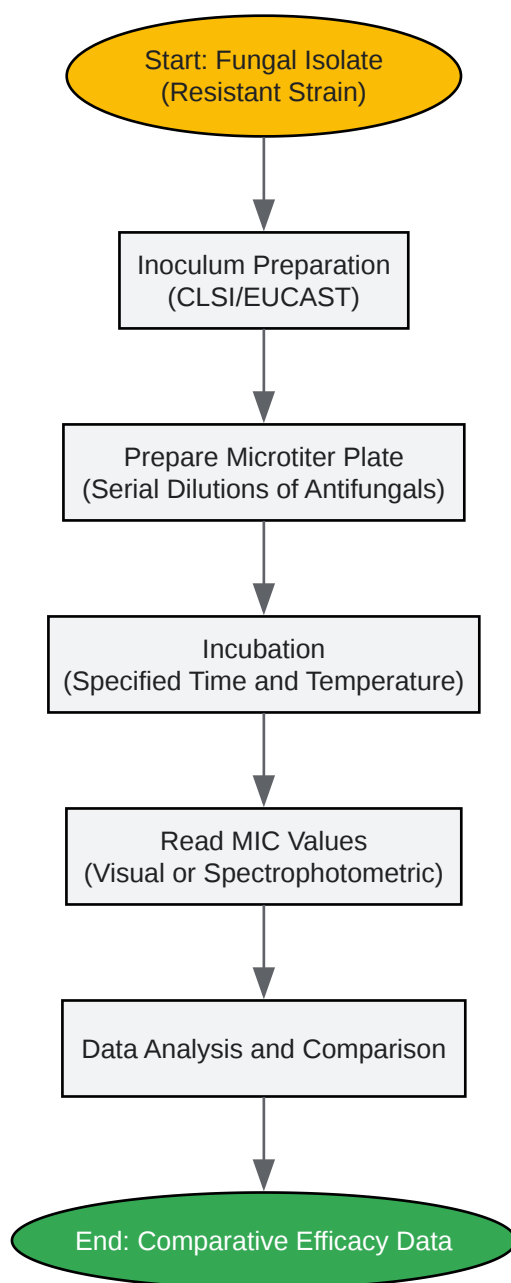 Start: Fungal Isolate
(Resistant Strain)
Inoculum Preparation
(CLSI/EUCAST)
Prepare Microtiter Plate
(Serial Dilutions of Antifungals)
Incubation
(Specified Time and Temperature)
Read MIC Values
(Visual or Spectrophotometric)
Data Analysis and Comparison
End: Comparative Efficacy Data